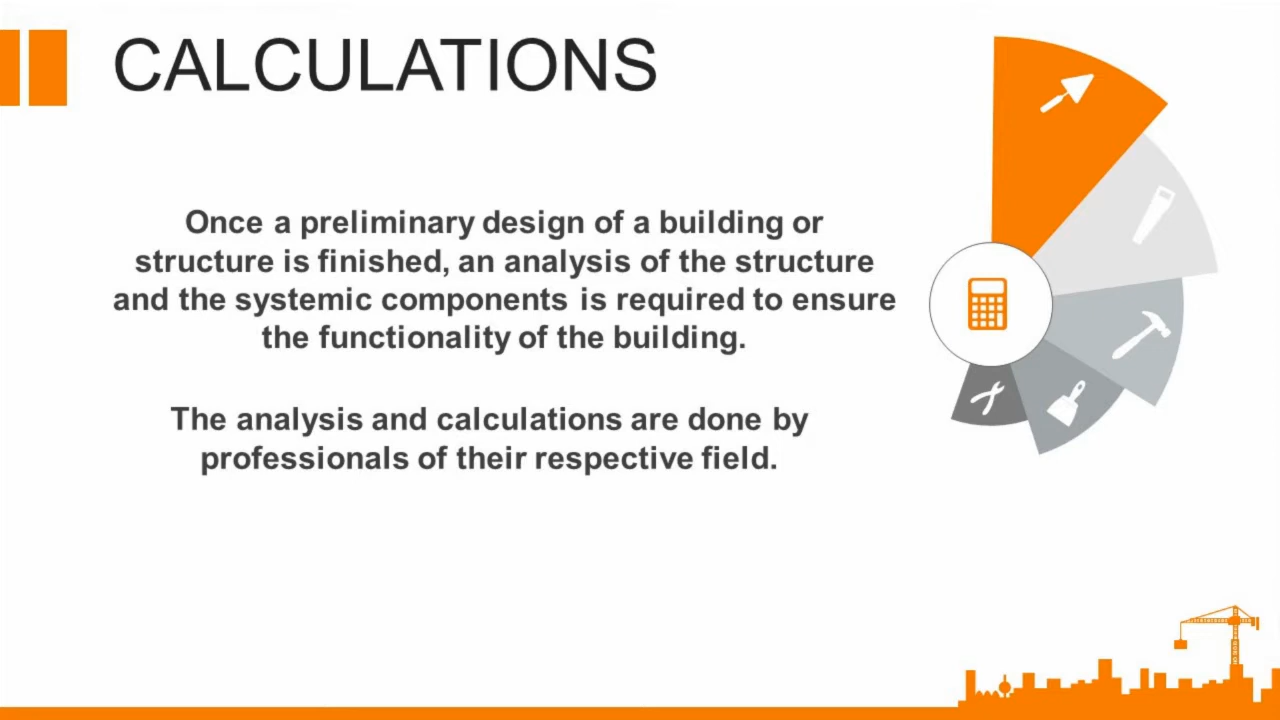 CALCULATIONS
Once a preliminary design of a building or
structure is finished, an analysis of the structure
and the systemic components is required to ensure
the functionality of the building.
The analysis and calculations are done by
professionals of their respective field.